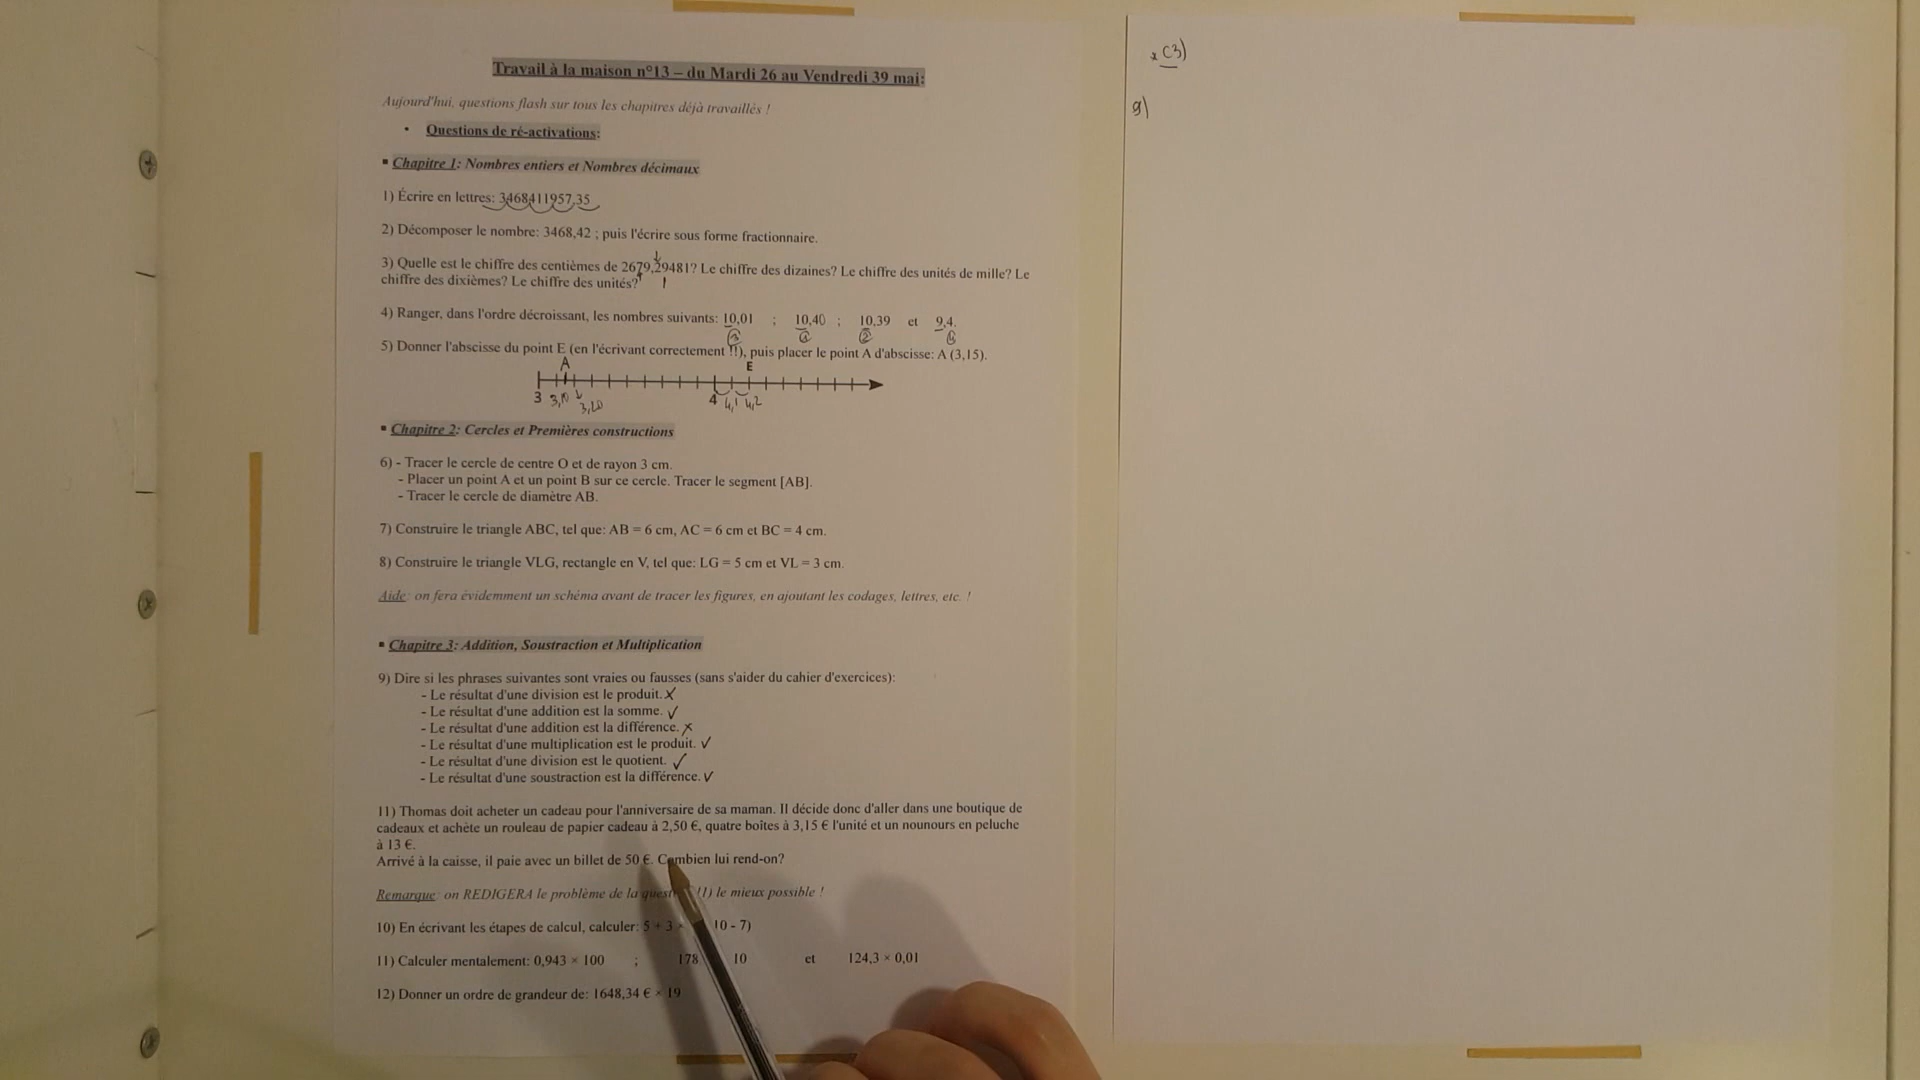 Travail à la maison n°13 – du Mardi 26 au Vendredi 39 mai:
Aujourd'hui, questions flash sur tous les chapitres déjà travaillés !
• Questions de ré-activations:
▪ Chapitre 1: Nombres entiers et Nombres décimaux
1) Écrire en lettres: 3468411957,35
2) Décomposer le nombre: 3468,42 ; puis l'écrire sous forme fractionnaire.
3) Quelle est le chiffre des centièmes de 2679,29481? Le chiffre des dizaines? Le chiffre des unités de mille? Le
chiffre des dixièmes? Le chiffre des unités?
4) Ranger, dans l'ordre décroissant, les nombres suivants: 10,01 ; 10,40 ; 10,39 et 9,4.
5) Donner l'abscisse du point E (en l'écrivant correctement !!), puis placer le point A d'abscisse: A (3,15).
A E
3 3,10 3,20 4 4,1 4,2
▪ Chapitre 2: Cercles et Premières constructions
6) - Tracer le cercle de centre O et de rayon 3 cm.
- Placer un point A et un point B sur ce cercle. Tracer le segment [AB].
- Tracer le cercle de diamètre AB.
7) Construire le triangle ABC, tel que: AB = 6 cm, AC = 6 cm et BC = 4 cm.
8) Construire le triangle VLG, rectangle en V, tel que: LG = 5 cm et VL = 3 cm.
Aide: on fera évidemment un schéma avant de tracer les figures, en ajoutant les codages, lettres, etc. !
▪ Chapitre 3: Addition, Soustraction et Multiplication
9) Dire si les phrases suivantes sont vraies ou fausses (sans s'aider du cahier d'exercices):
- Le résultat d'une division est le produit. ✗
- Le résultat d'une addition est la somme. ✓
- Le résultat d'une addition est la différence. ✗
- Le résultat d'une multiplication est le produit. ✓
- Le résultat d'une division est le quotient. ✓
- Le résultat d'une soustraction est la différence. ✓
11) Thomas doit acheter un cadeau pour l'anniversaire de sa maman. Il décide donc d'aller dans une boutique de
cadeaux et achète un rouleau de papier cadeau à 2,50 €, quatre boîtes à 3,15 € l'unité et un nounours en peluche
à 13 €.
Arrivé à la caisse, il paie avec un billet de 50 €. Combien lui rend-on?
Remarque: on REDIGERA le problème de la 11) le mieux possible !
10) En écrivant les étapes de calcul, calculer: 5 + 3 × 10 - 7)
11) Calculer mentalement: 0,943 × 100 ; 178 10 et 124,3 × 0,01
12) Donner un ordre de grandeur de: 1648,34 € × 19
* C3)
9)